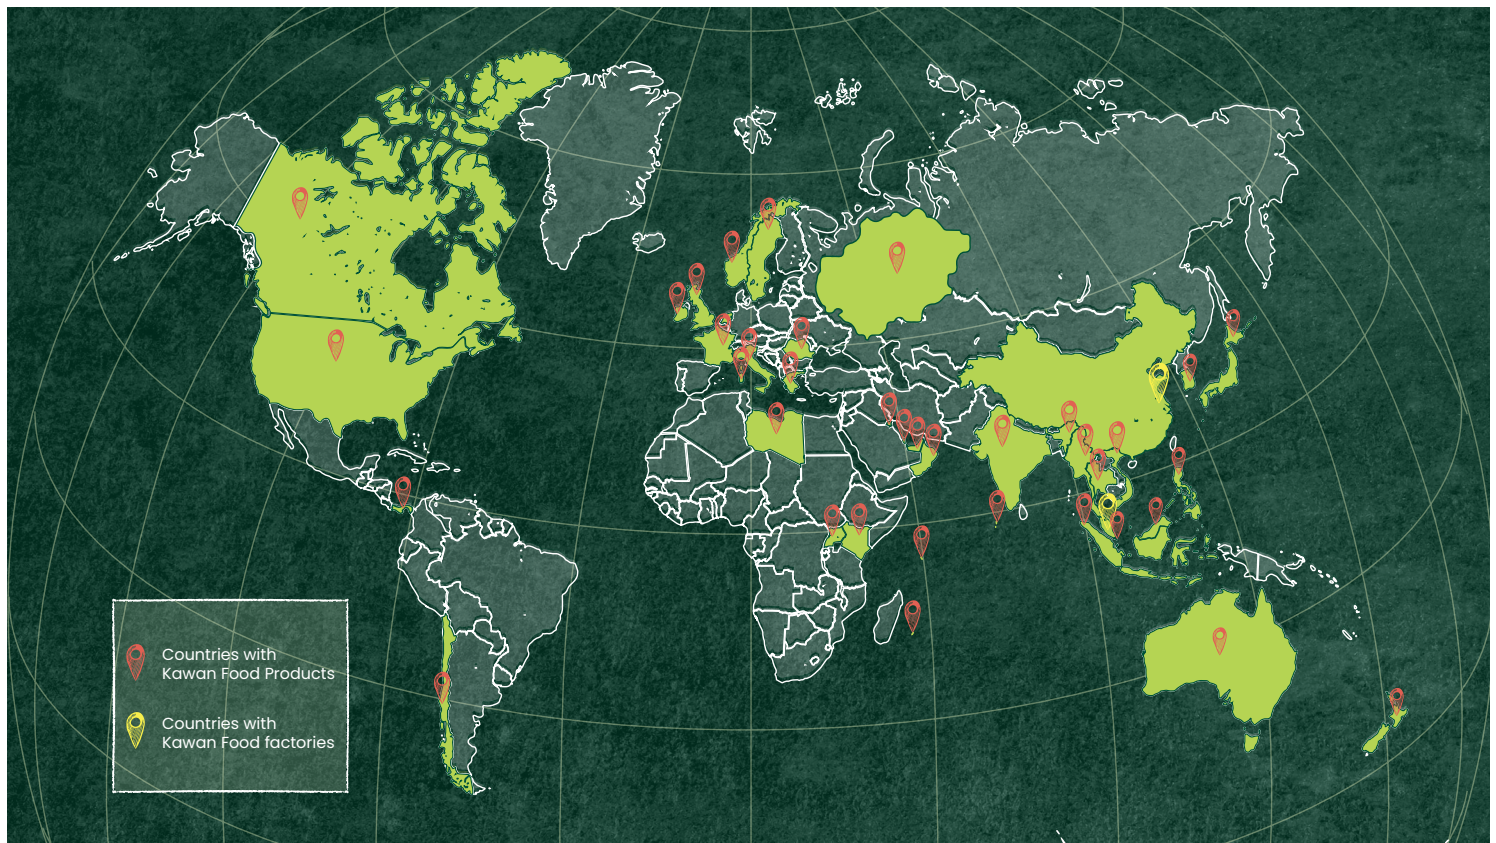 Countries with
Kawan Food Products
Countries with
Kawan Food factories